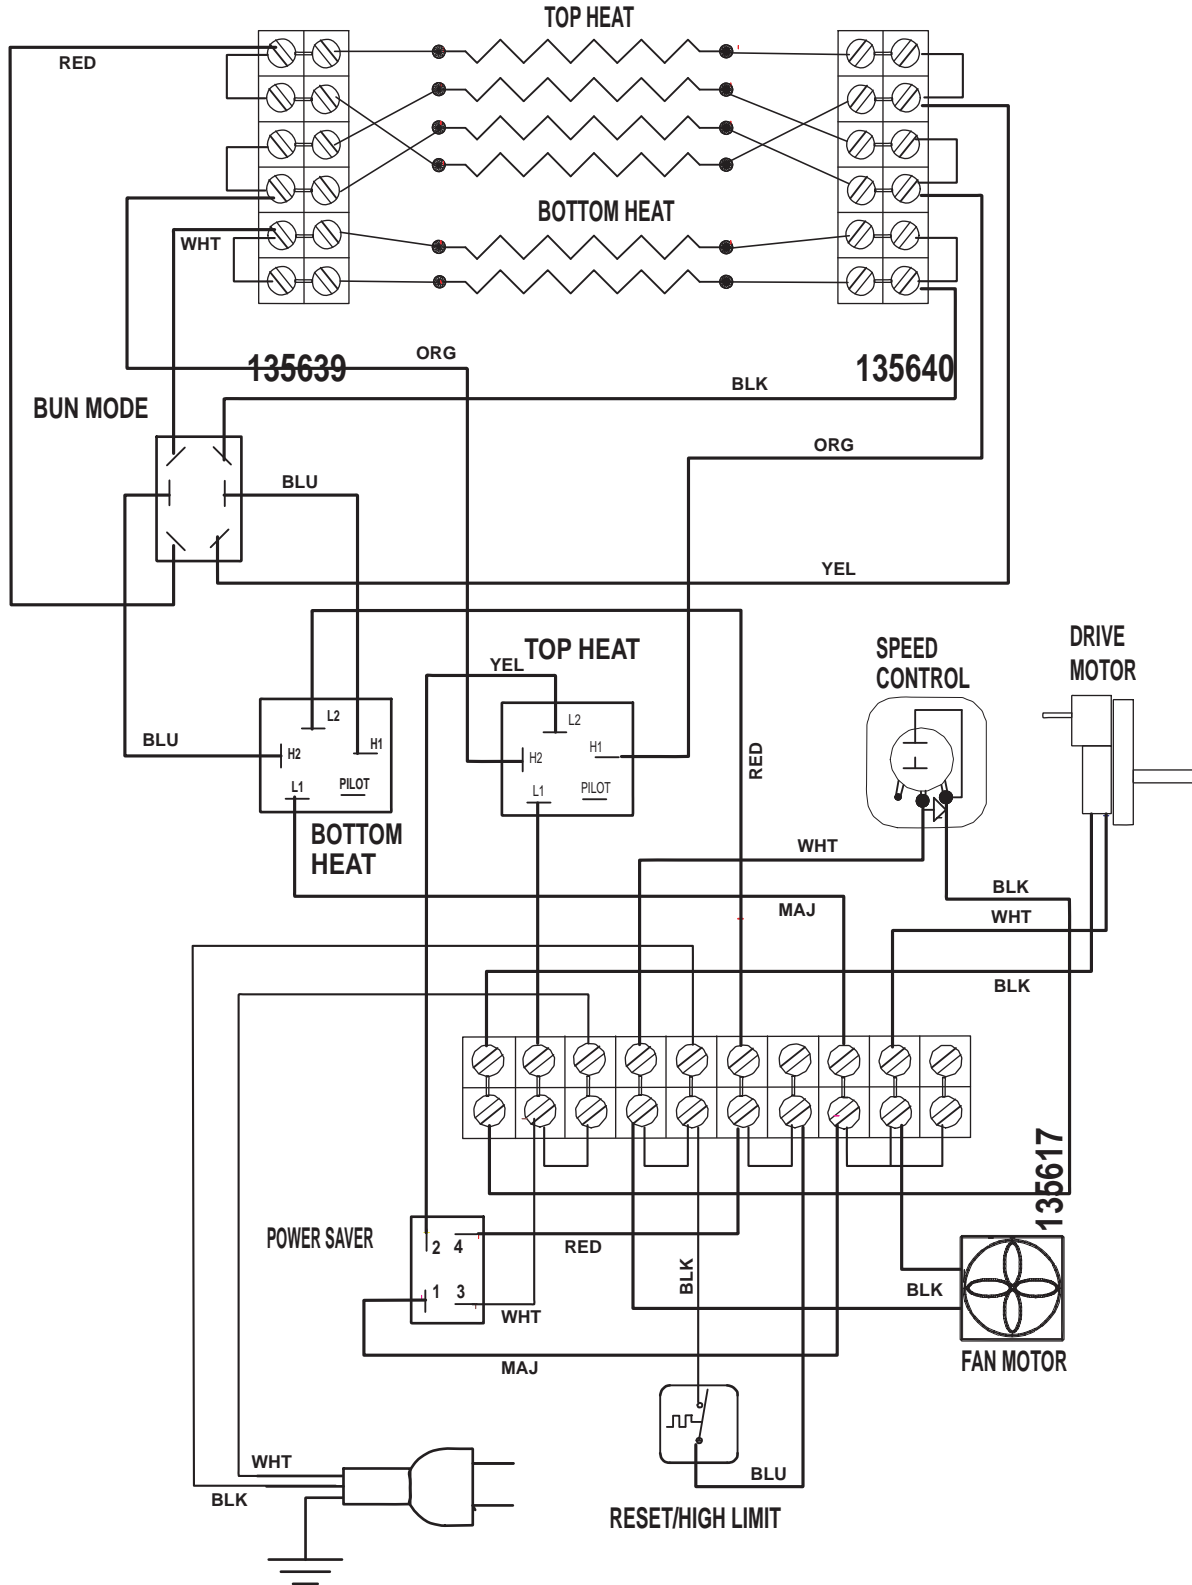 TOP HEAT
RED
BOTTOM HEAT
WHT
135639
ORG
135640
BLK
BUN MODE
ORG
BLU
YEL
TOP HEAT
YEL
SPEED
CONTROL
DRIVE
MOTOR
L2
H2
H1
L1
PILOT
BLU
L2
H1
H2
L1
PILOT
RED
BOTTOM
HEAT
WHT
BLK
MAJ
WHT
BLK
135617
POWER SAVER
2 4
1 3
RED
WHT
BLK
BLK
MAJ
FAN MOTOR
WHT
BLK
BLU
RESET/HIGH LIMIT